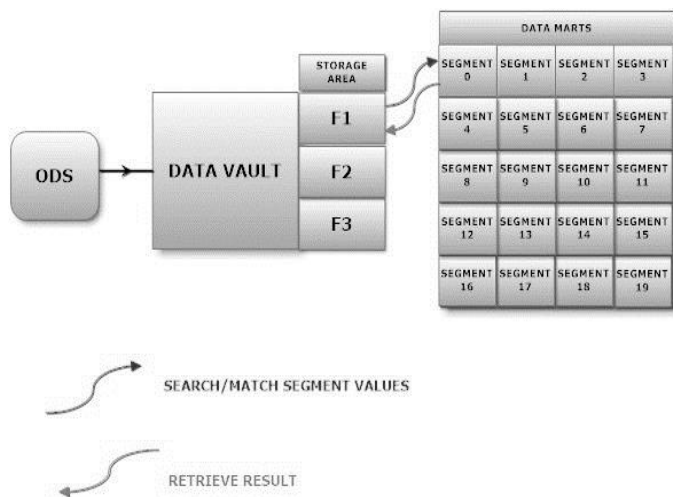 DATA MARTS
STORAGE
AREA
SEGMENT
0
SEGMENT
1
SEGMENT
2
SEGMENT
3
F1
SEGMENT
4
SEGMENT
5
SEGMENT
6
SEGMENT
7
ODS
DATA VAULT
F2
SEGMENT
8
SEGMENT
9
SEGMENT
10
SEGMENT
11
F3
SEGMENT
12
SEGMENT
13
SEGMENT
14
SEGMENT
15
SEGMENT
16
SEGMENT
17
SEGMENT
18
SEGMENT
19
SEARCH/MATCH SEGMENT VALUES
RETRIEVE RESULT